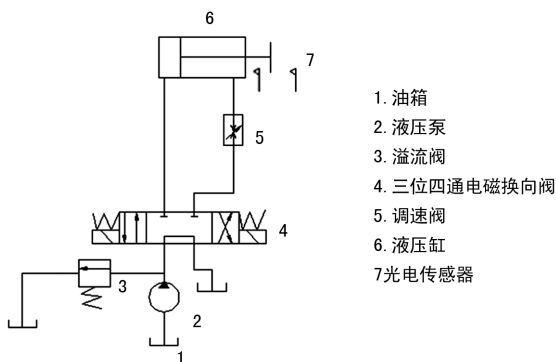 6
7
5
4
3
2
1
1. 油箱
2. 液压泵
3. 溢流阀
4. 三位四通电磁换向阀
5. 调速阀
6. 液压缸
7光电传感器